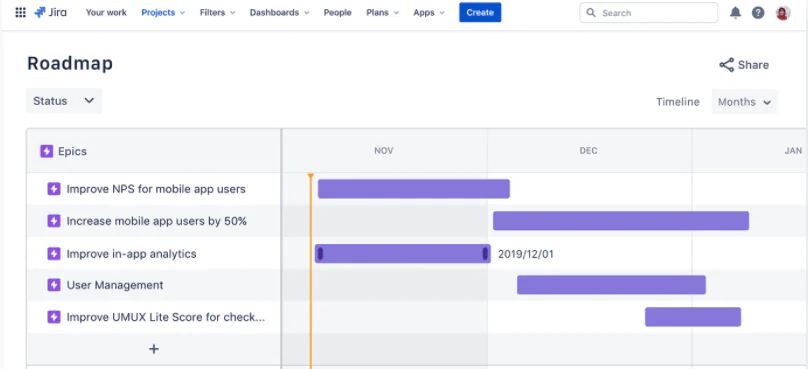 Jira Your work Projects Filters Dashboards People Plans Apps Create Search
Roadmap
Share
Status
Timeline Months
Epics NOV DEC JAN
Improve NPS for mobile app users
Increase mobile app users by 50%
Improve in-app analytics 2019/12/01
User Management
Improve UMUX Lite Score for check...